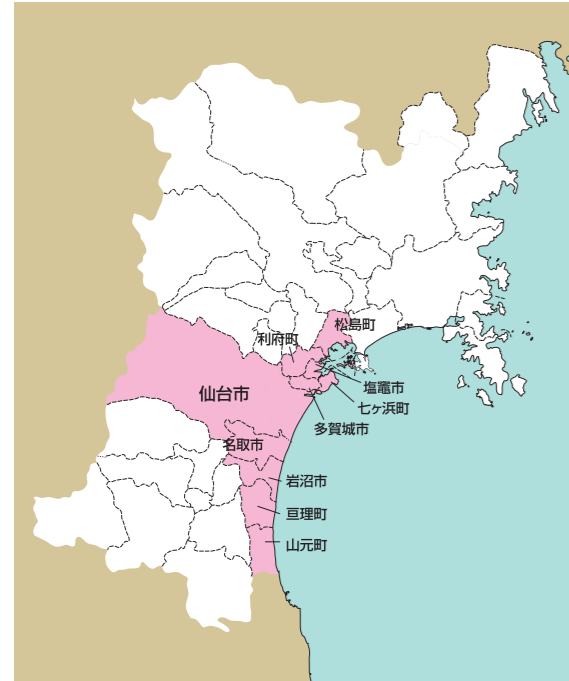 松島町
利府町
塩竈市
仙台市
七ヶ浜町
多賀城市
名取市
岩沼市
亘理町
山元町